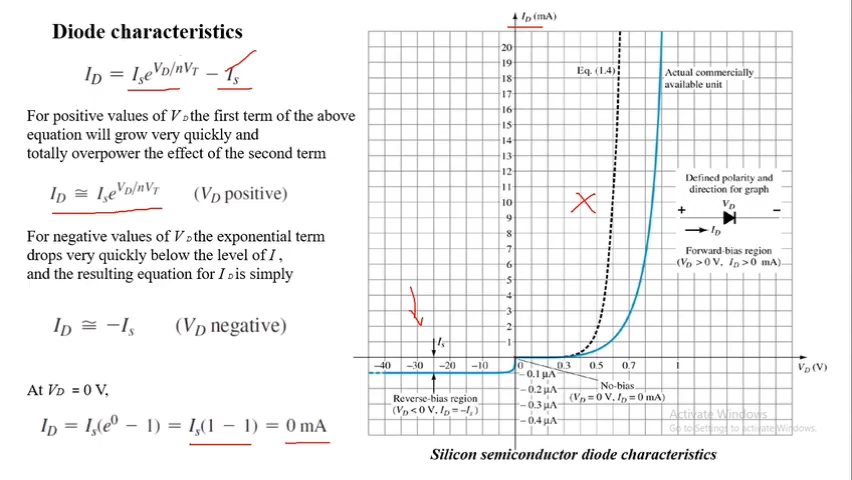 Diode characteristics
I_D = I_s e^{V_D/nV_T} − I_s
For positive values of V_D the first term of the above
equation will grow very quickly and
totally overpower the effect of the second term
I_D ≅ I_s e^{V_D/nV_T} (V_D positive)
For negative values of V_D the exponential term
drops very quickly below the level of I ,
and the resulting equation for I_D is simply
I_D ≅ −I_s (V_D negative)
At V_D = 0 V,
I_D = I_s(e^0 − 1) = I_s(1 − 1) = 0 mA
I_D (mA)
20
19
18
17
16
15
14
13
12
11
10
9
8
7
6
5
4
3
2
1
Eq. (1.4)
Actual commercially
available unit
Defined polarity and
direction for graph
V_D
+ −
I_D
Forward-bias region
(V_D > 0 V, I_D > 0 mA)
I_s
−40 −30 −20 −10 0 0.3 0.5 0.7 1 V_D (V)
− 0.1 μA
− 0.2 μA
− 0.3 μA
− 0.4 μA
Reverse-bias region
(V_D < 0 V, I_D = −I_s)
No-bias
(V_D = 0 V, I_D = 0 mA)
Activate Windows
Go to Settings to activate Windows.
Silicon semiconductor diode characteristics